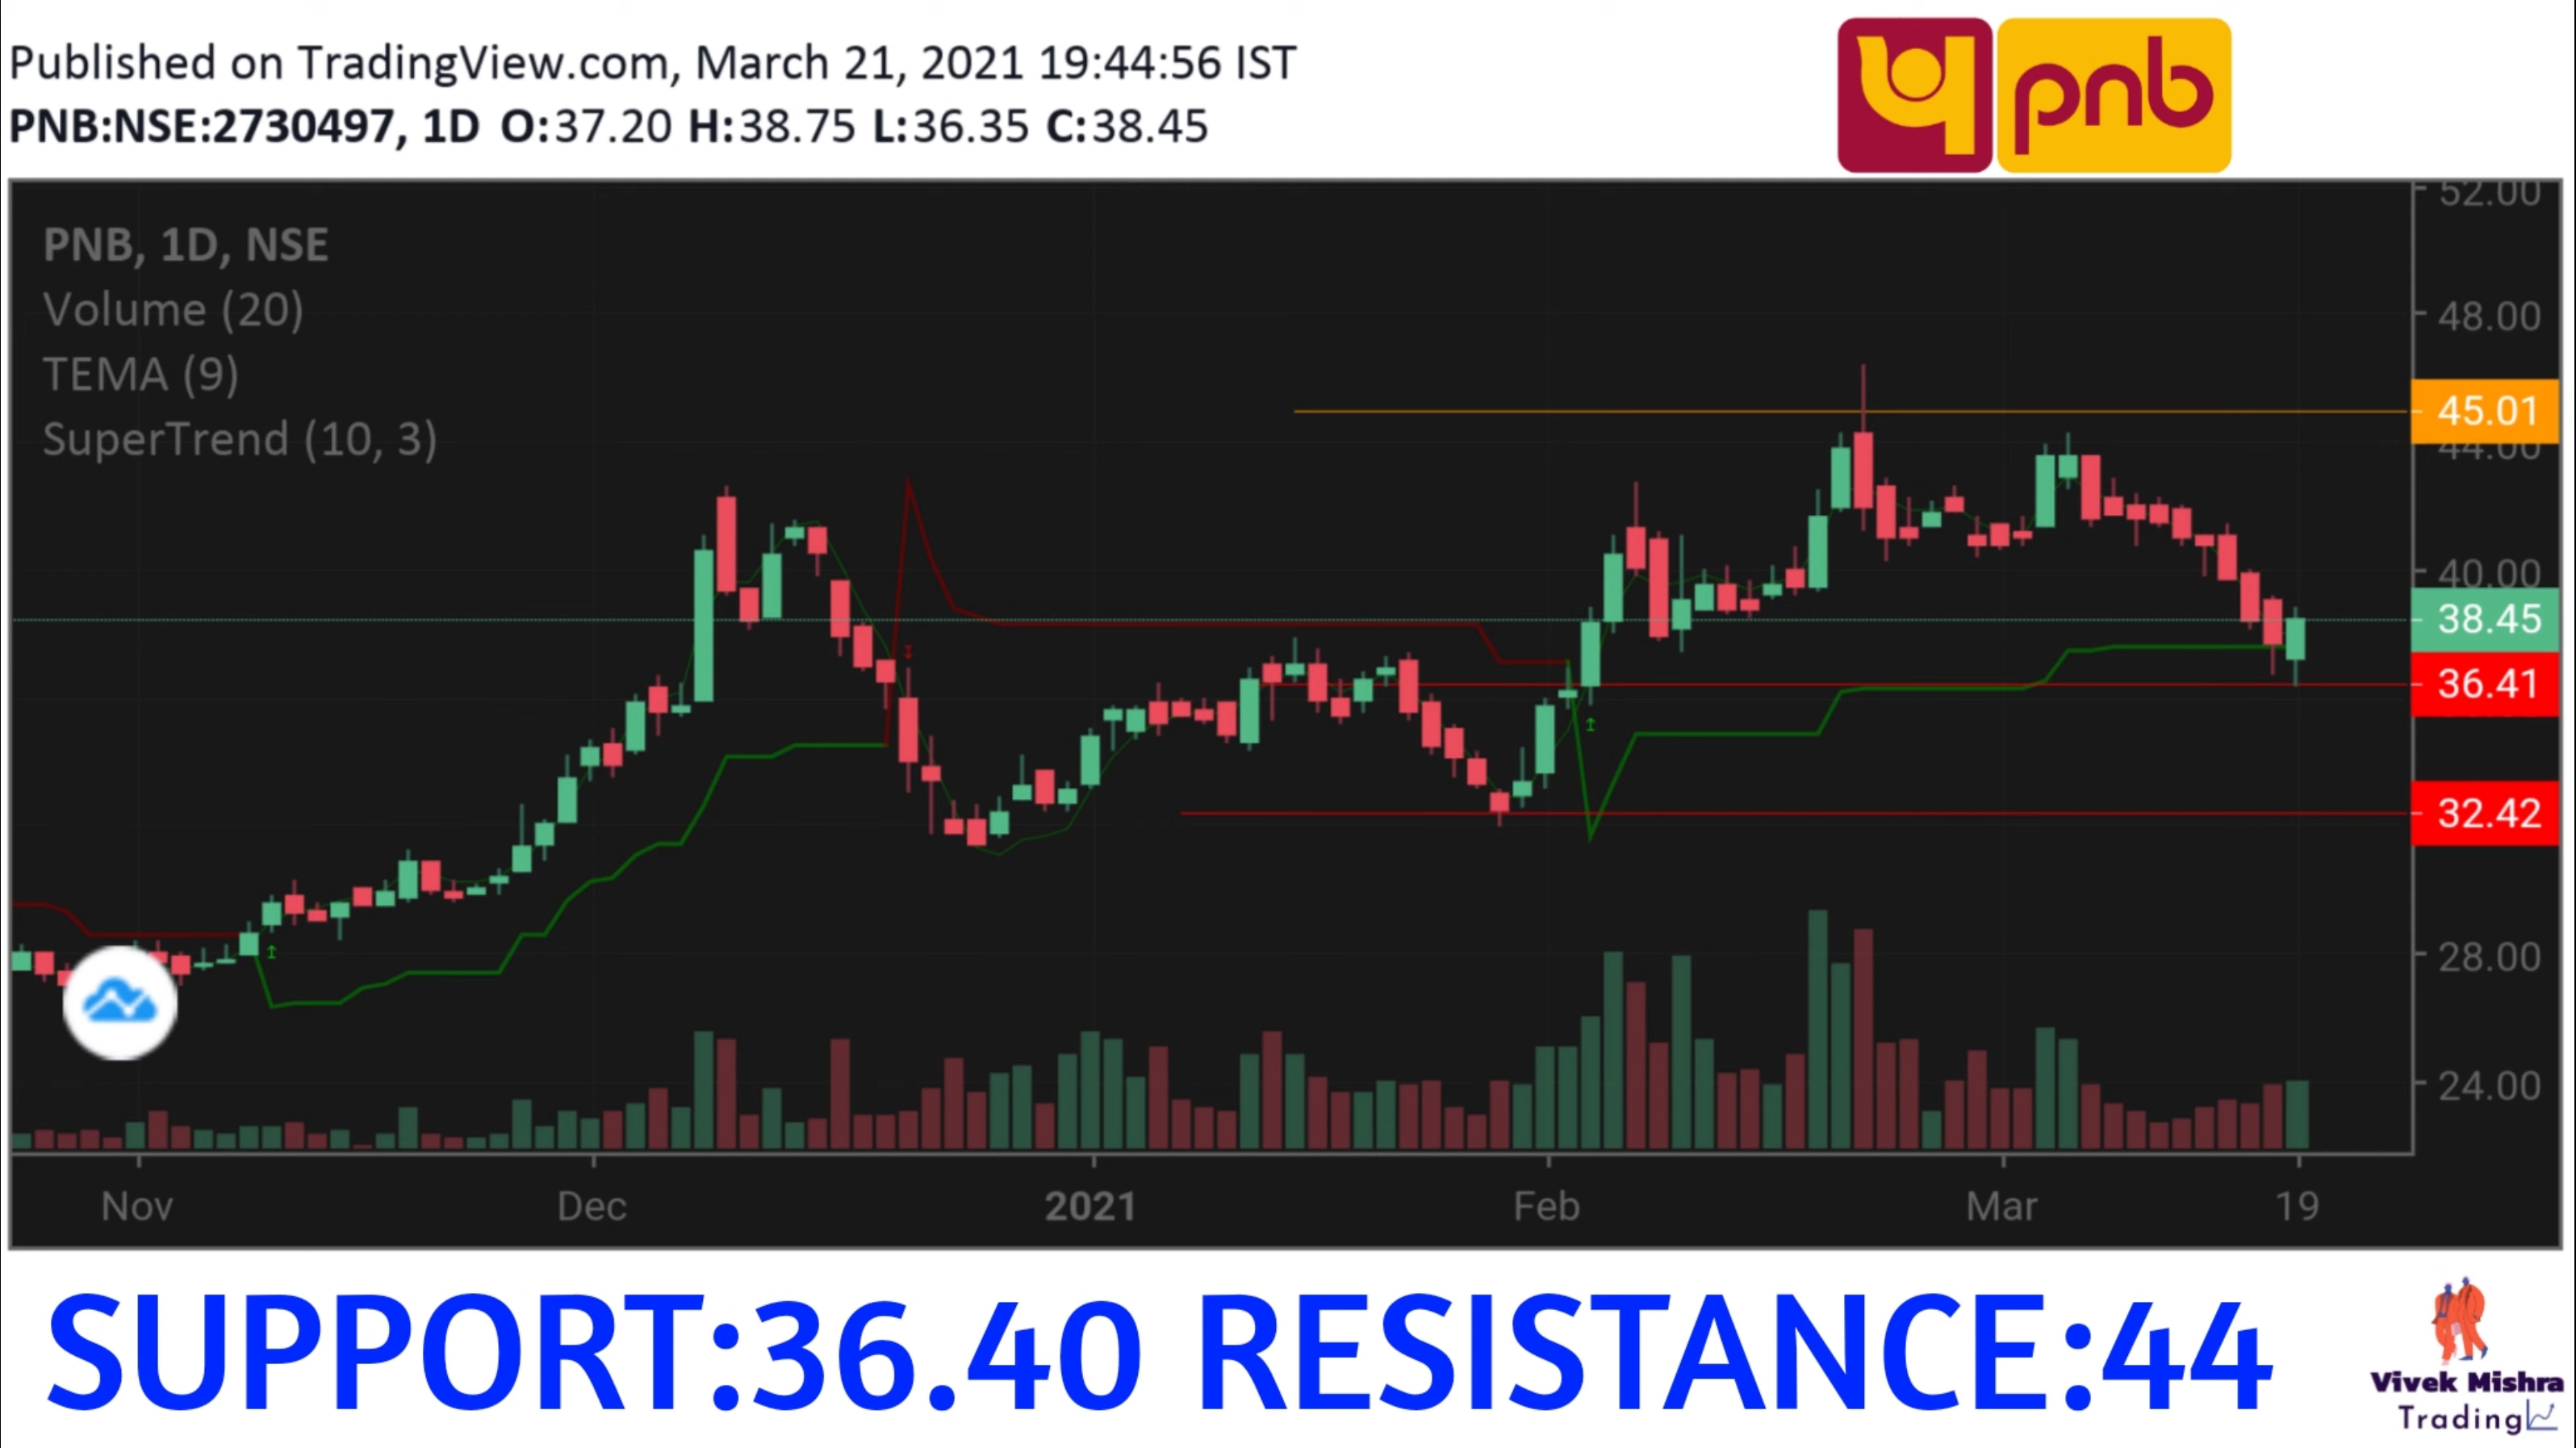 Published on TradingView.com, March 21, 2021 19:44:56 IST
PNB:NSE:2730497, 1D O:37.20 H:38.75 L:36.35 C:38.45
प pnb
PNB, 1D, NSE
Volume (20)
TEMA (9)
SuperTrend (10, 3)
52.00
48.00
45.01
44.00
40.00
38.45
36.41
32.42
28.00
24.00
Nov Dec 2021 Feb Mar 19
SUPPORT:36.40 RESISTANCE:44
Vivek Mishra
Trading